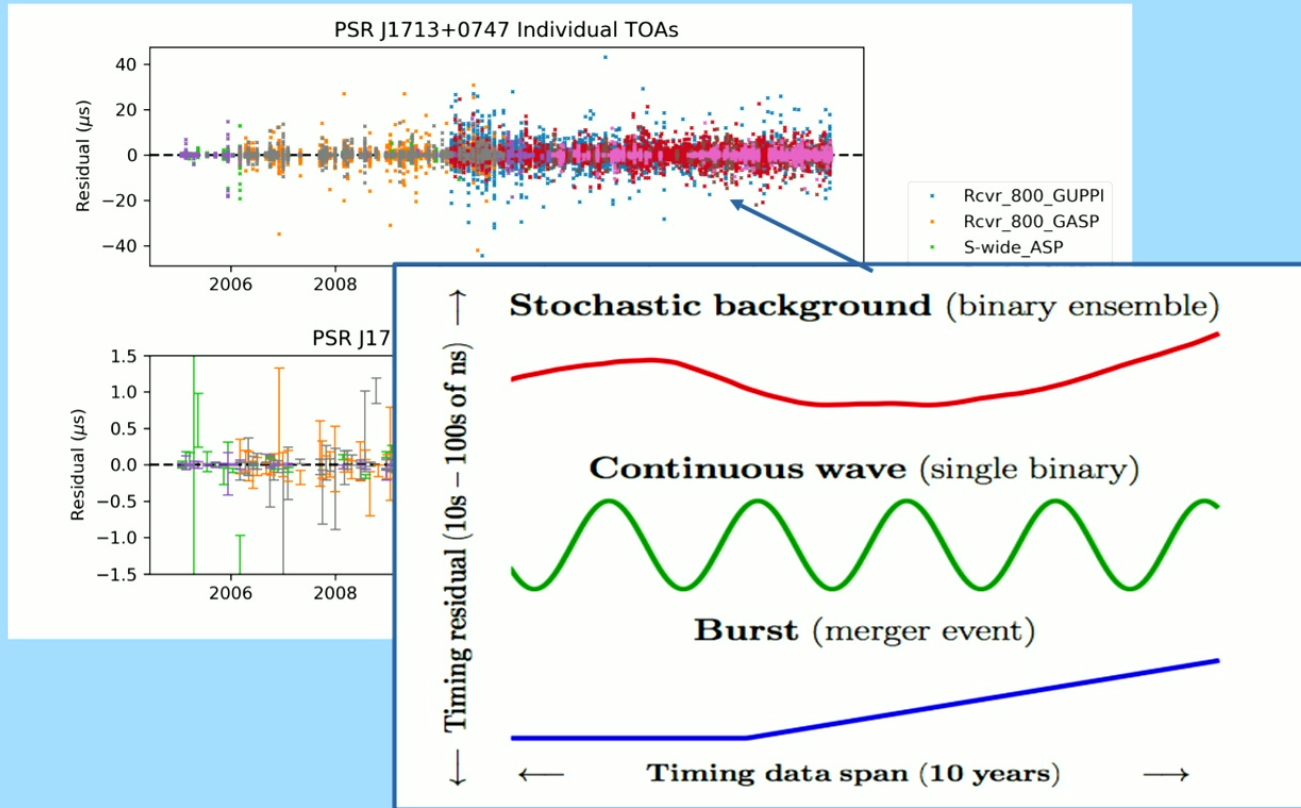 PSR J1713+0747 Individual TOAs
40
20
0
−20
−40
Residual (μs)
2006
2008
Rcvr_800_GUPPI
Rcvr_800_GASP
S-wide_ASP
PSR J17
1.5
1.0
0.5
0.0
−0.5
−1.0
−1.5
Residual (μs)
2006
2008
← Timing residual (10s − 100s of ns) →
Stochastic background (binary ensemble)
Continuous wave (single binary)
Burst (merger event)
← Timing data span (10 years) →